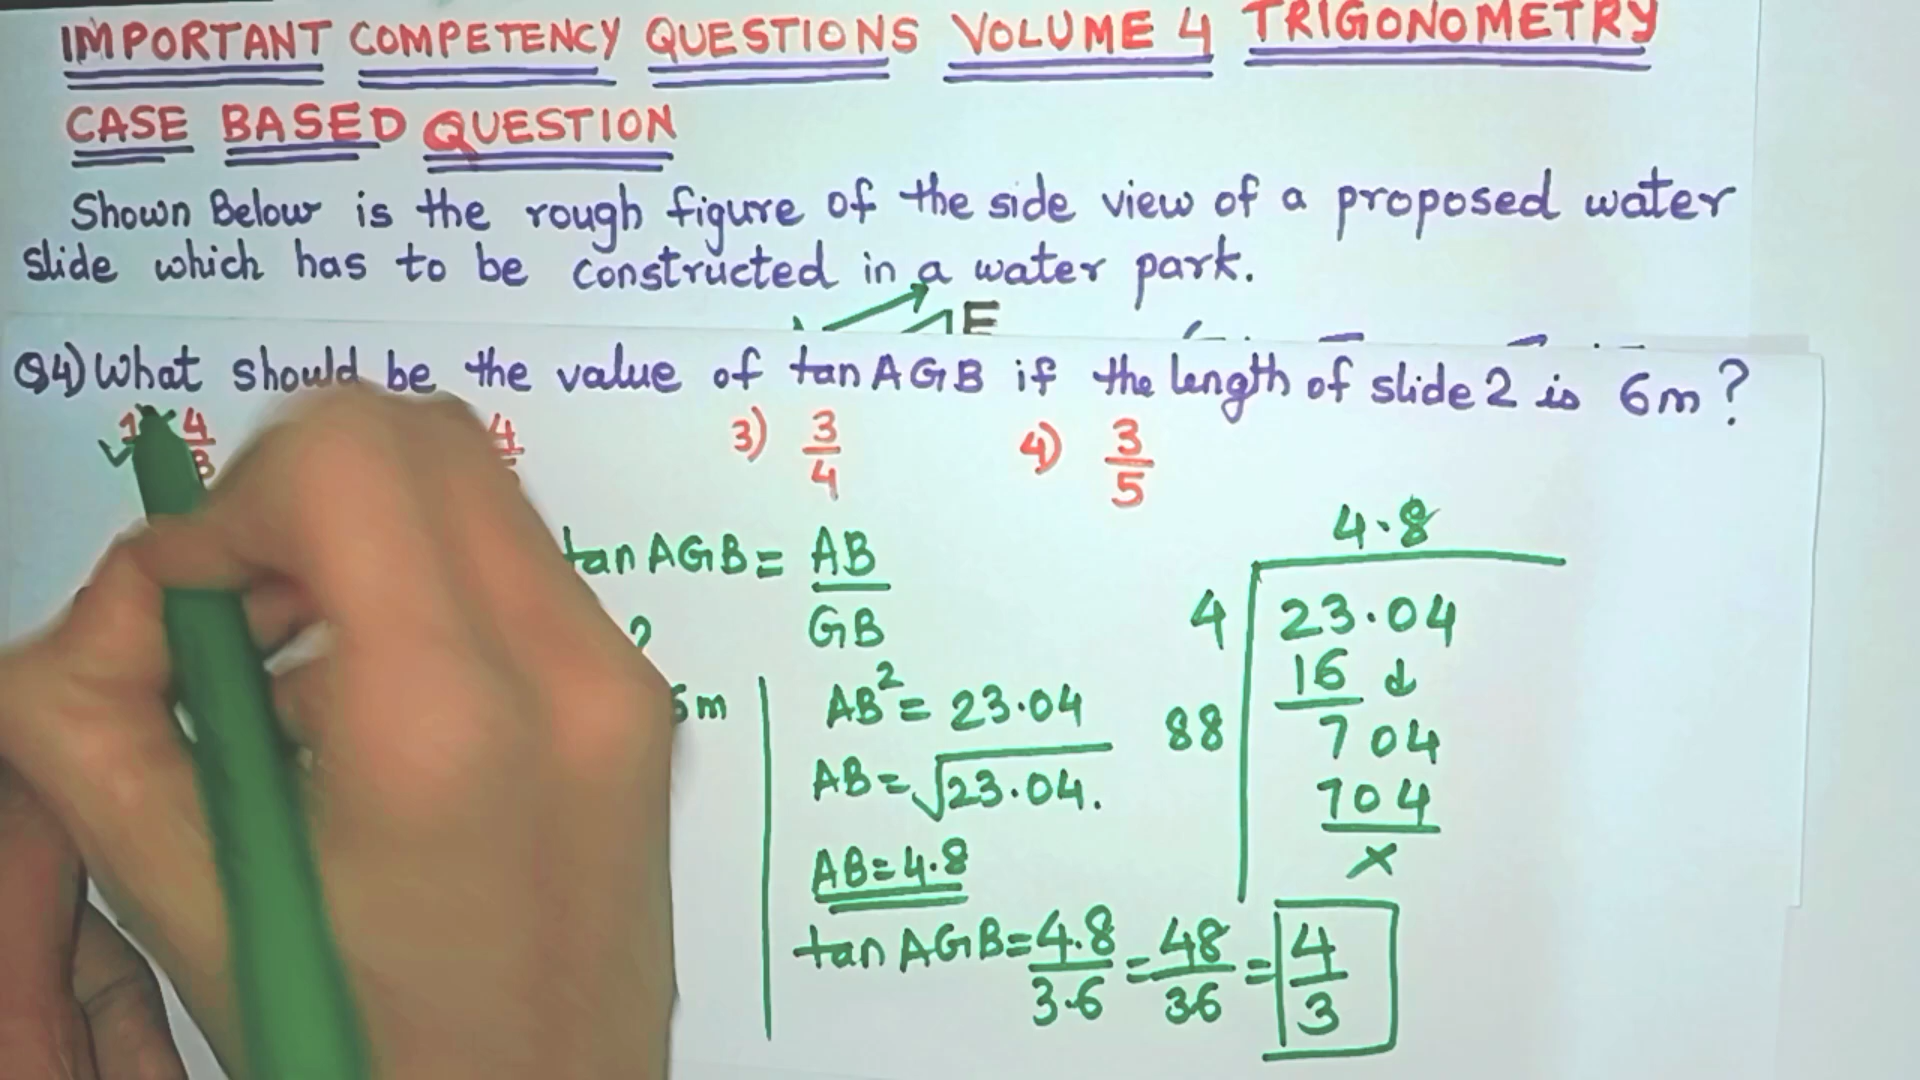 IMPORTANT COMPETENCY QUESTIONS VOLUME 4 TRIGONOMETRY
CASE BASED QUESTION
Shown Below is the rough figure of the side view of a proposed water
slide which has to be constructed in a water park.
E
Q4) What should be the value of tan AGB if the length of slide 2 is 6m?
4/3 4 3) 3/4 4) 3/5
tan AGB = AB/GB
?
6m
AB² = 23.04
AB = √23.04.
AB = 4.8
tan AGB = 4.8/3.6 = 48/36 = 4/3
4.8
4 23.04
16 ↓
88 704
704
×